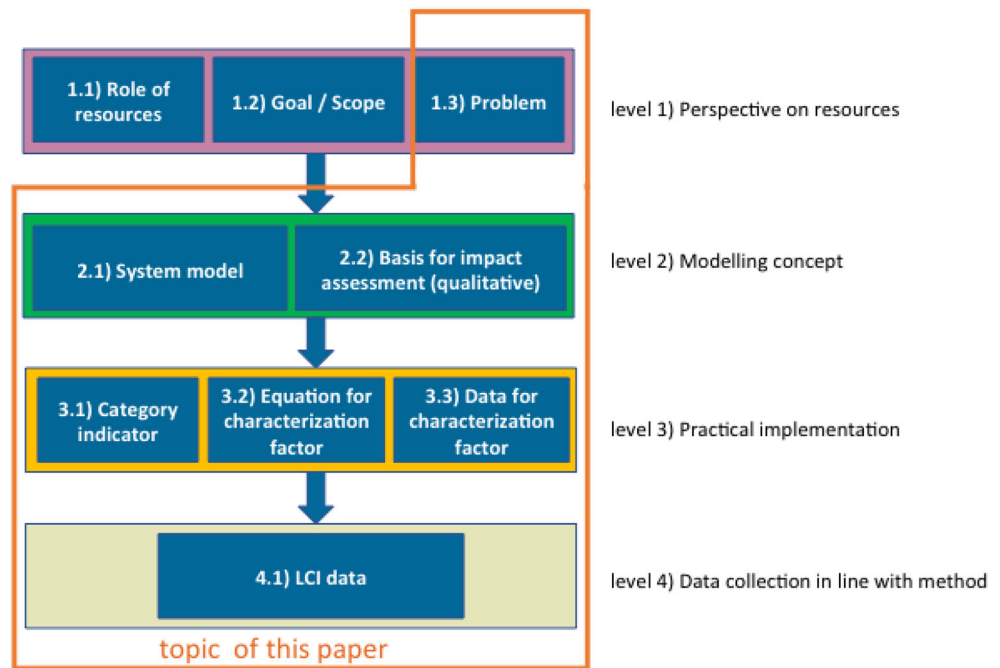 1.1) Role of
resources
1.2) Goal / Scope
1.3) Problem
level 1) Perspective on resources
2.1) System model
2.2) Basis for impact
assessment (qualitative)
level 2) Modelling concept
3.1) Category
indicator
3.2) Equation for
characterization
factor
3.3) Data for
characterization
factor
level 3) Practical implementation
4.1) LCI data
level 4) Data collection in line with method
topic of this paper